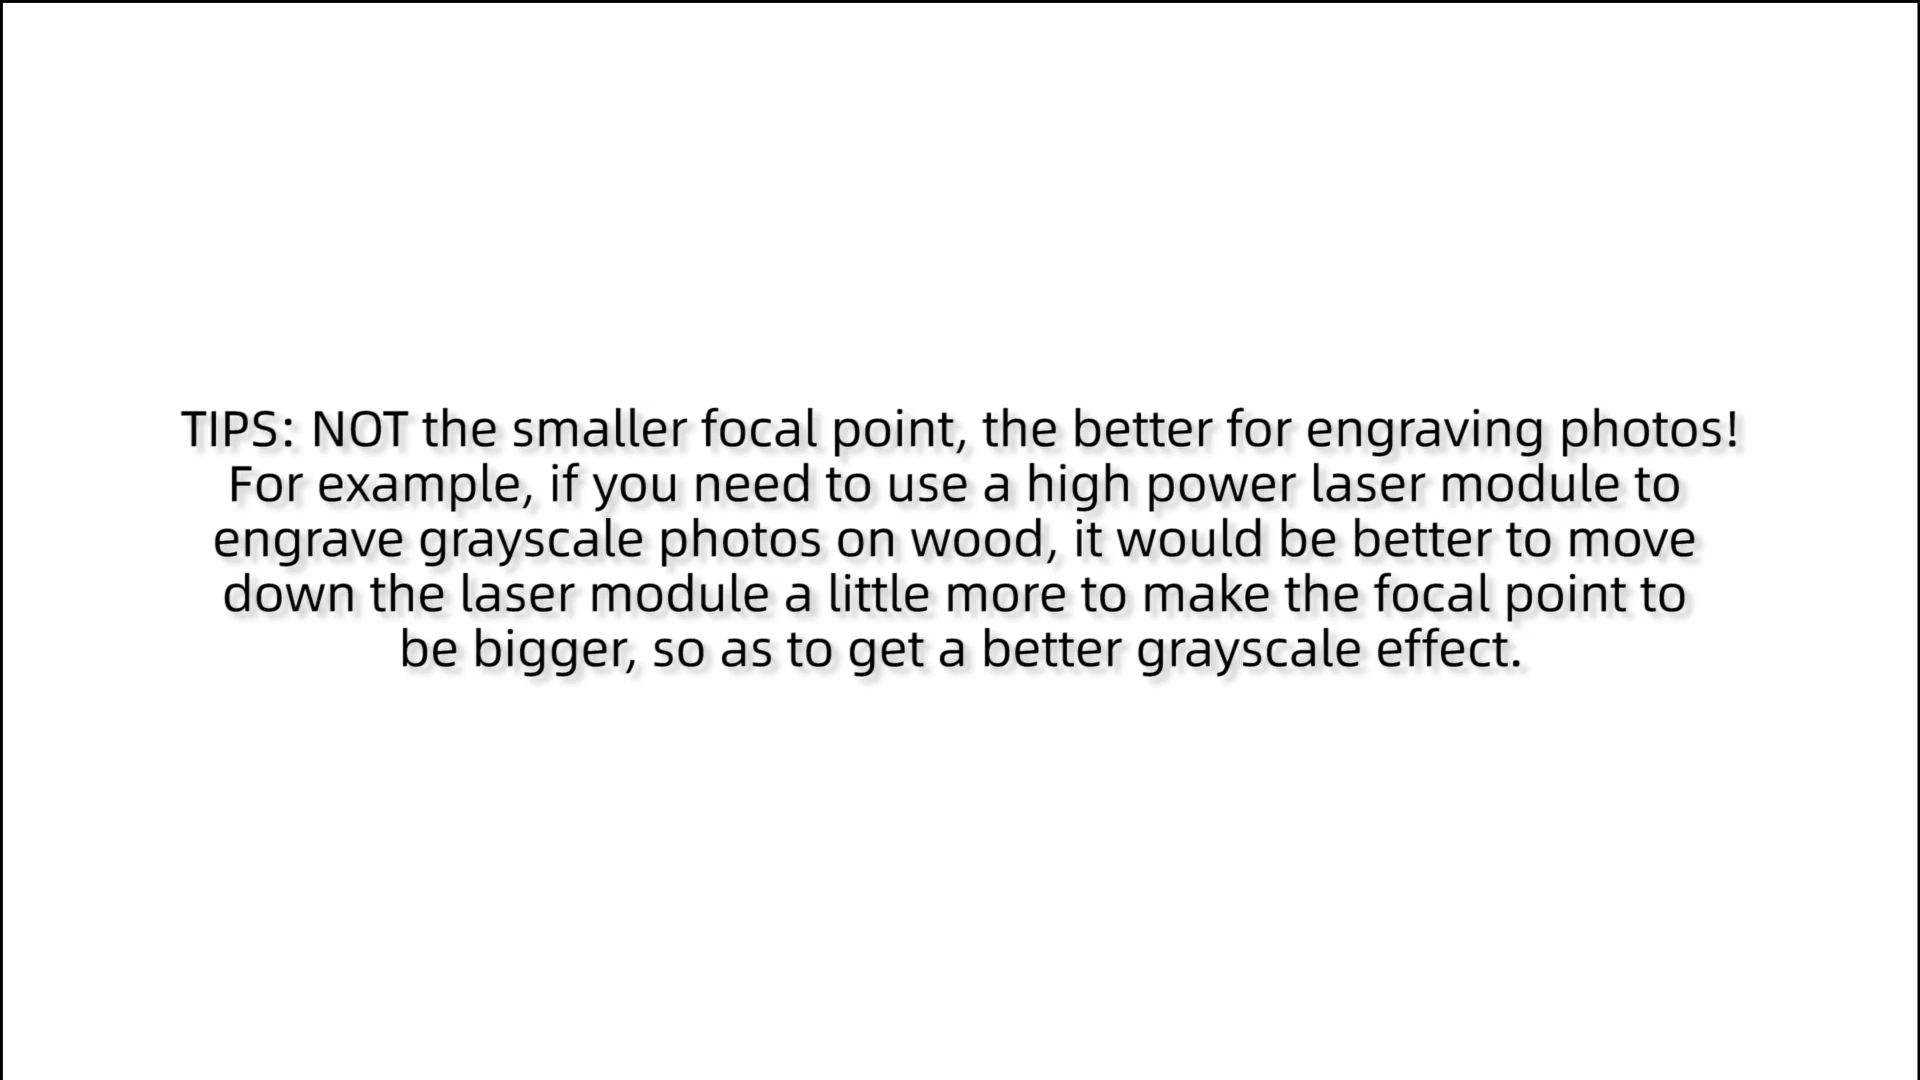 TIPS: NOT the smaller focal point, the better for engraving photos!
For example, if you need to use a high power laser module to
engrave grayscale photos on wood, it would be better to move
down the laser module a little more to make the focal point to
be bigger, so as to get a better grayscale effect.